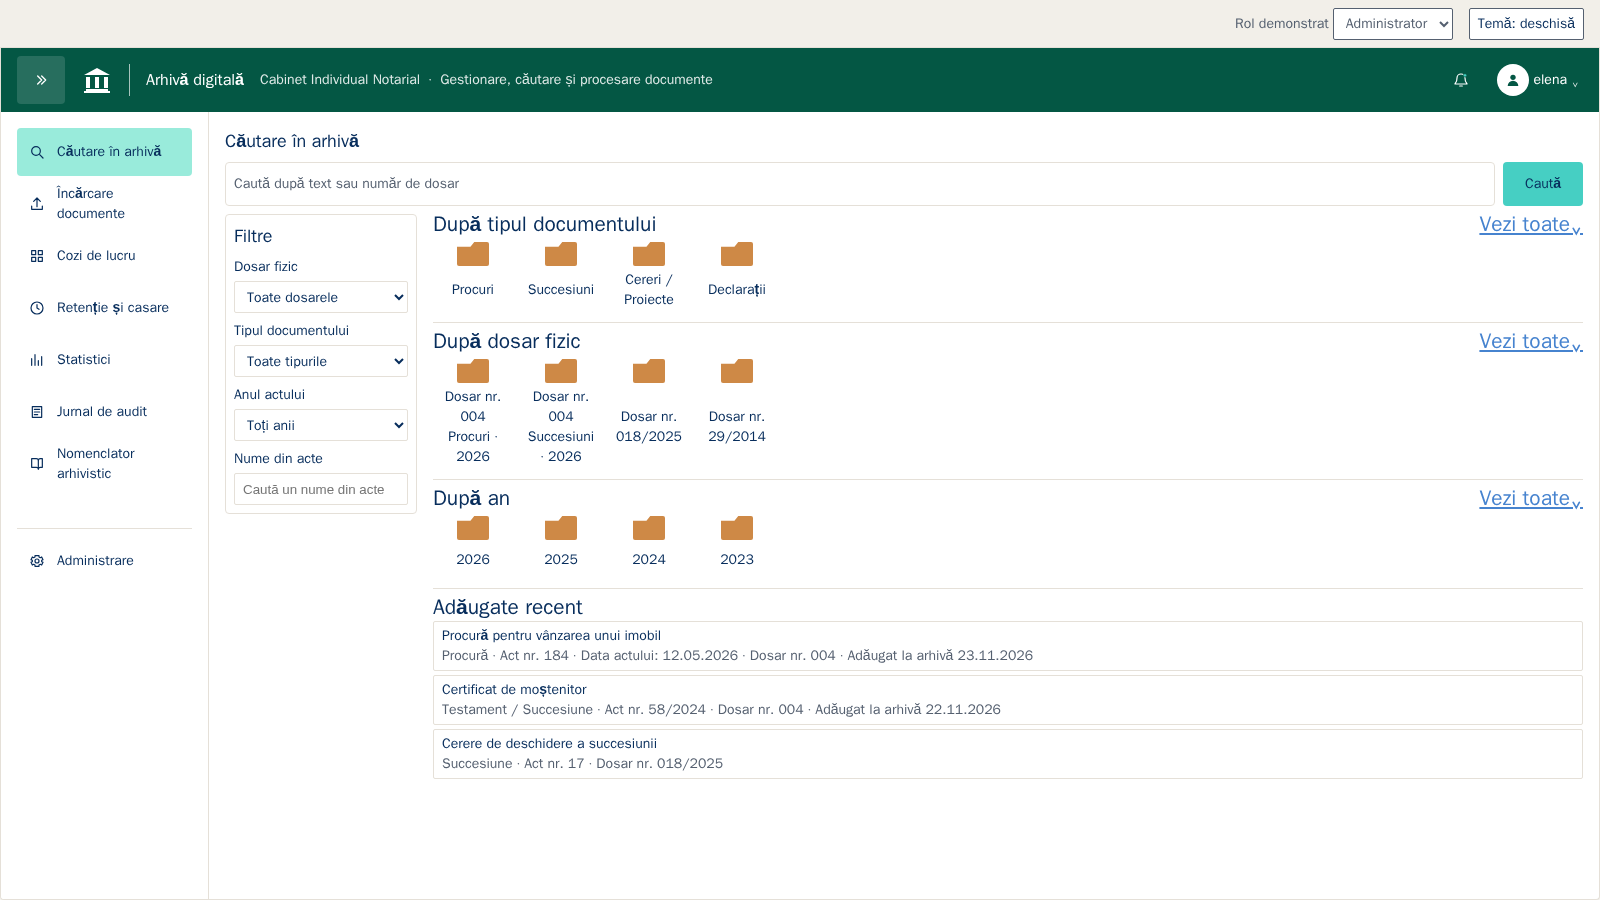 Rol demonstrat Administrator Temă: deschisă
Arhivă digitală Cabinet Individual Notarial · Gestionare, căutare și procesare documente elena
Căutare în arhivă
Încărcare
documente
Cozi de lucru
Retenție și casare
Statistici
Jurnal de audit
Nomenclator
arhivistic
Administrare
Căutare în arhivă
Caută după text sau număr de dosar Caută
Filtre
Dosar fizic
Toate dosarele
Tipul documentului
Toate tipurile
Anul actului
Toți anii
Nume din acte
Caută un nume din acte
După tipul documentului Vezi toate
Procuri
Succesiuni
Cereri /
Proiecte
Declarații
După dosar fizic Vezi toate
Dosar nr.
004
Procuri ·
2026
Dosar nr.
004
Succesiuni
· 2026
Dosar nr.
018/2025
Dosar nr.
29/2014
După an Vezi toate
2026
2025
2024
2023
Adăugate recent
Procură pentru vânzarea unui imobil
Procură · Act nr. 184 · Data actului: 12.05.2026 · Dosar nr. 004 · Adăugat la arhivă 23.11.2026
Certificat de moștenitor
Testament / Succesiune · Act nr. 58/2024 · Dosar nr. 004 · Adăugat la arhivă 22.11.2026
Cerere de deschidere a succesiunii
Succesiune · Act nr. 17 · Dosar nr. 018/2025